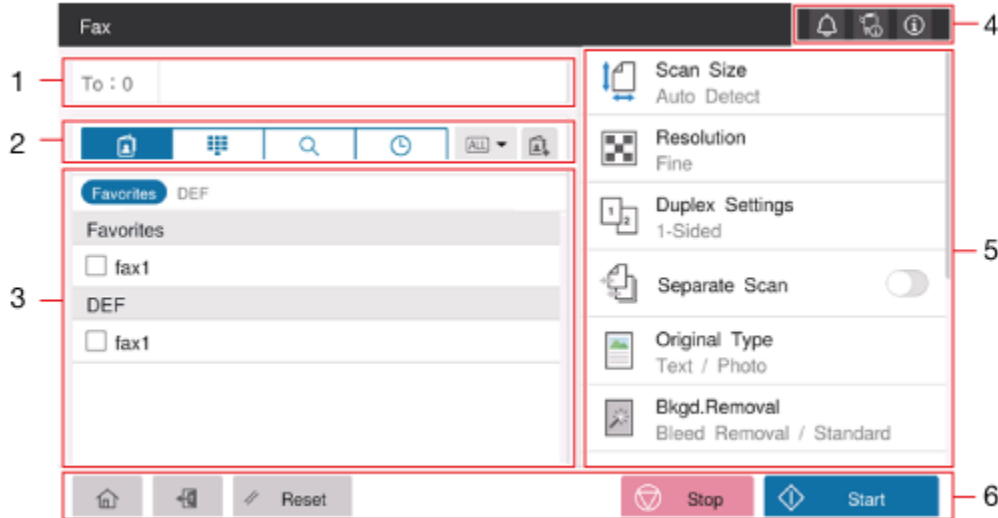 Fax
4
1
To : 0
2
ALL
3
Favorites DEF
Favorites
fax1
DEF
fax1
Scan Size
Auto Detect
Resolution
Fine
1 2
Duplex Settings
1-Sided
5
Separate Scan
Original Type
Text / Photo
Bkgd.Removal
Bleed Removal / Standard
Reset
Stop
Start
6